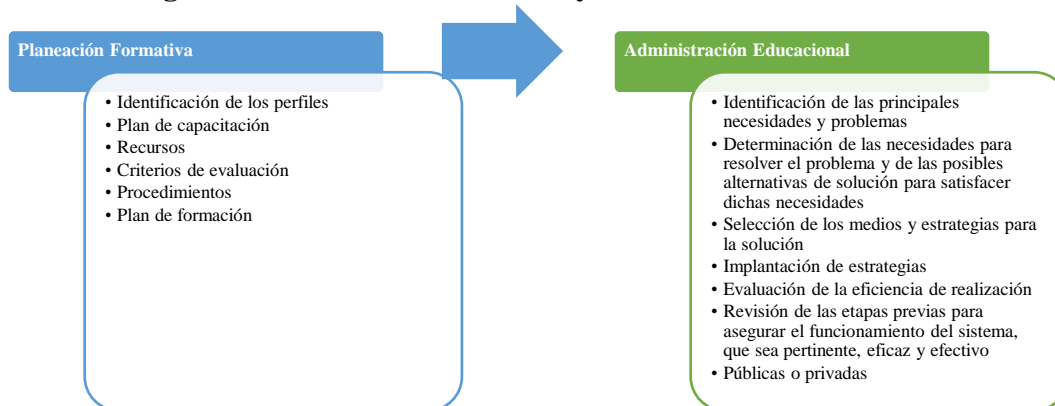 Planeación Formativa
• Identificación de los perfiles
• Plan de capacitación
• Recursos
• Criterios de evaluación
• Procedimientos
• Plan de formación
Administración Educacional
• Identificación de las principales
necesidades y problemas
• Determinación de las necesidades para
resolver el problema y de las posibles
alternativas de solución para satisfacer
dichas necesidades
• Selección de los medios y estrategias para
la solución
• Implantación de estrategias
• Evaluación de la eficiencia de realización
• Revisión de las etapas previas para
asegurar el funcionamiento del sistema,
que sea pertinente, eficaz y efectivo
• Públicas o privadas